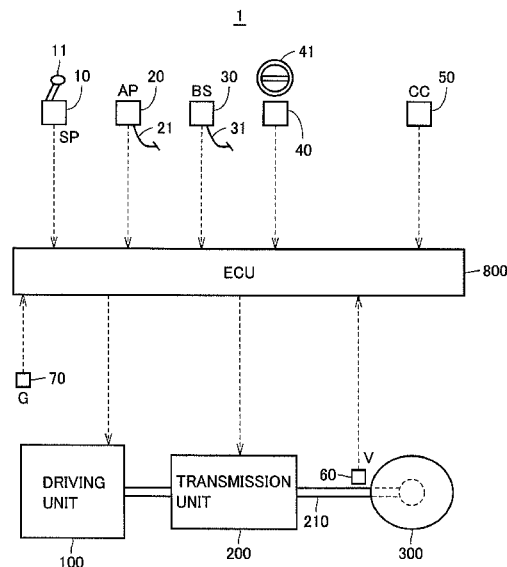 1
11
10
SP
AP
20
21
BS
30
31
41
40
CC
50
ECU
800
70
G
V
60
DRIVING
UNIT
100
TRANSMISSION
UNIT
200
210
300